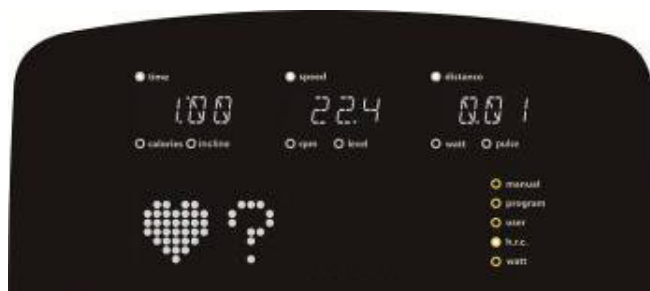 time speed distance
1:00 22.4 0.01
calories incline rpm level watt pulse
manual
program
user
h.r.c.
watt
?